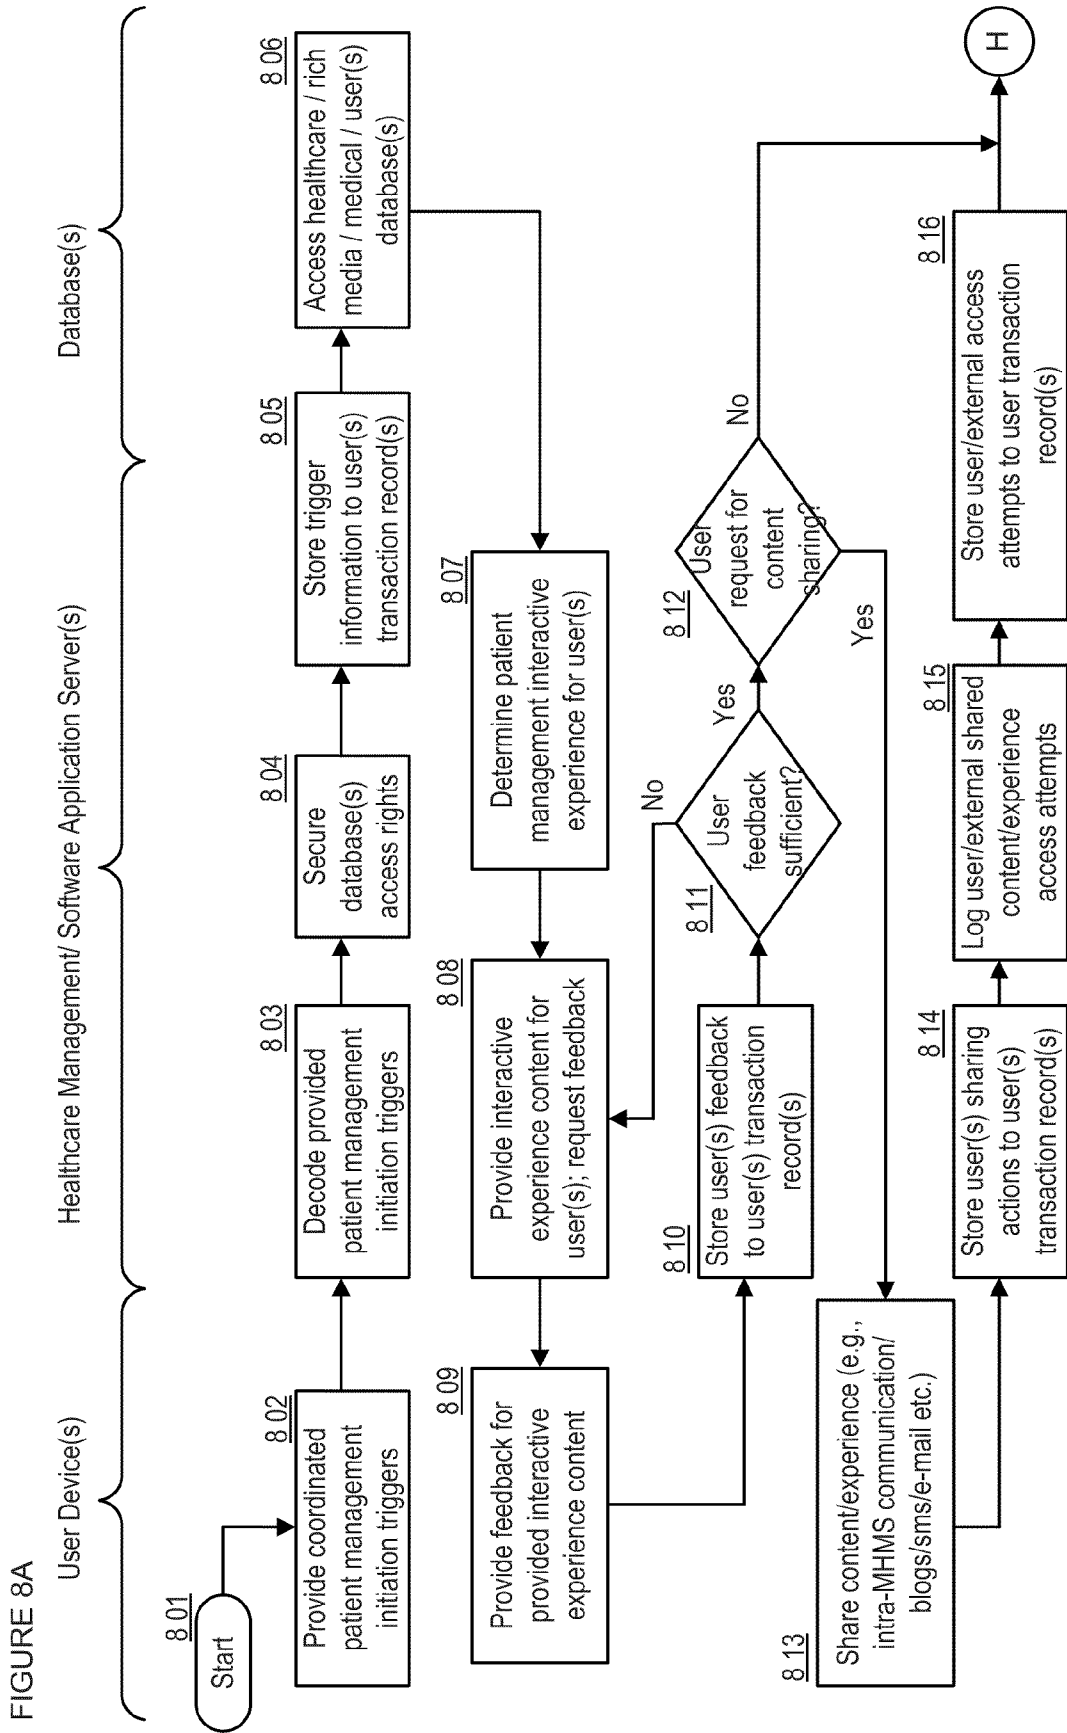 FIGURE 8A
User Device(s)
Healthcare Management/ Software Application Server(s)
Database(s)
8 01
Start
8 02
Provide coordinated
patient management
initiation triggers
8 03
Decode provided
patient management
initiation triggers
8 04
Secure
database(s)
access rights
8 05
Store trigger
information to user(s)
transaction record(s)
8 06
Access healthcare / rich
media / medical / user(s)
database(s)
8 07
Determine patient
management interactive
experience for user(s)
8 08
Provide interactive
experience content for
user(s); request feedback
8 09
Provide feedback for
provided interactive
experience content
8 10
Store user(s) feedback
to user(s) transaction
record(s)
8 11
User
feedback
sufficient?
No
Yes
8 12
User
request for
content
sharing?
No
Yes
8 13
Share content/experience (e.g.,
intra-MHMS communication/
blogs/sms/e-mail etc.)
8 14
Store user(s) sharing
actions to user(s)
transaction record(s)
8 15
Log user/external shared
content/experience
access attempts
8 16
Store user/external access
attempts to user transaction
record(s)
H